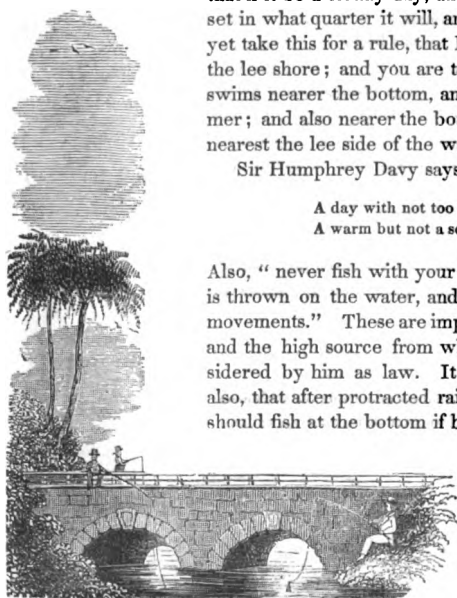 set in what quarter it will, an
yet take this for a rule, that I
the lee shore; and you are t
swims nearer the bottom, an
mer; and also nearer the bo
nearest the lee side of the w
Sir Humphrey Davy says
A day with not too
A warm but not a s
Also, “ never fish with your
is thrown on the water, and
movements.” These are imp
and the high source from w
sidered by him as law. It
also, that after protracted rai
should fish at the bottom if b